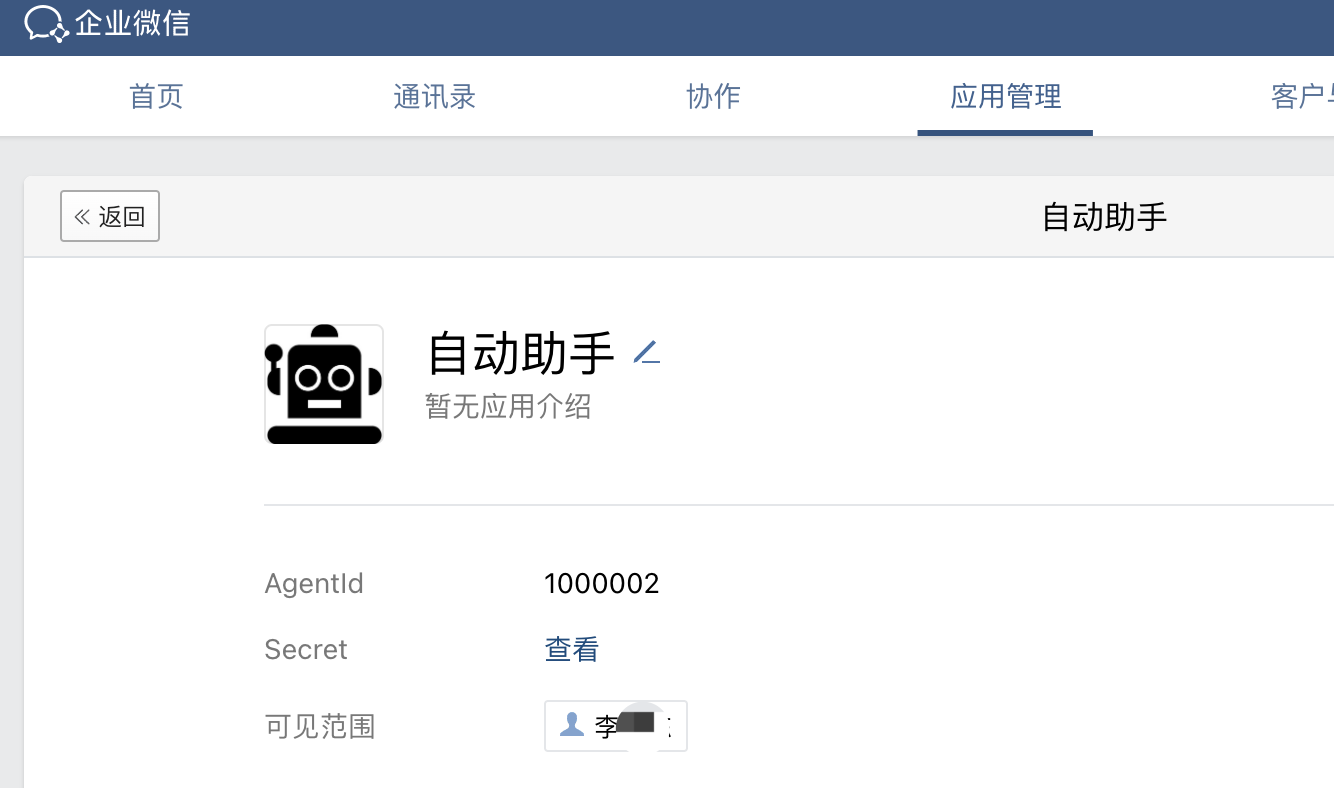 企业微信
首页 通讯录 协作 应用管理 客户
返回 自动助手
自动助手
暂无应用介绍
AgentId 1000002
Secret 查看
可见范围 李